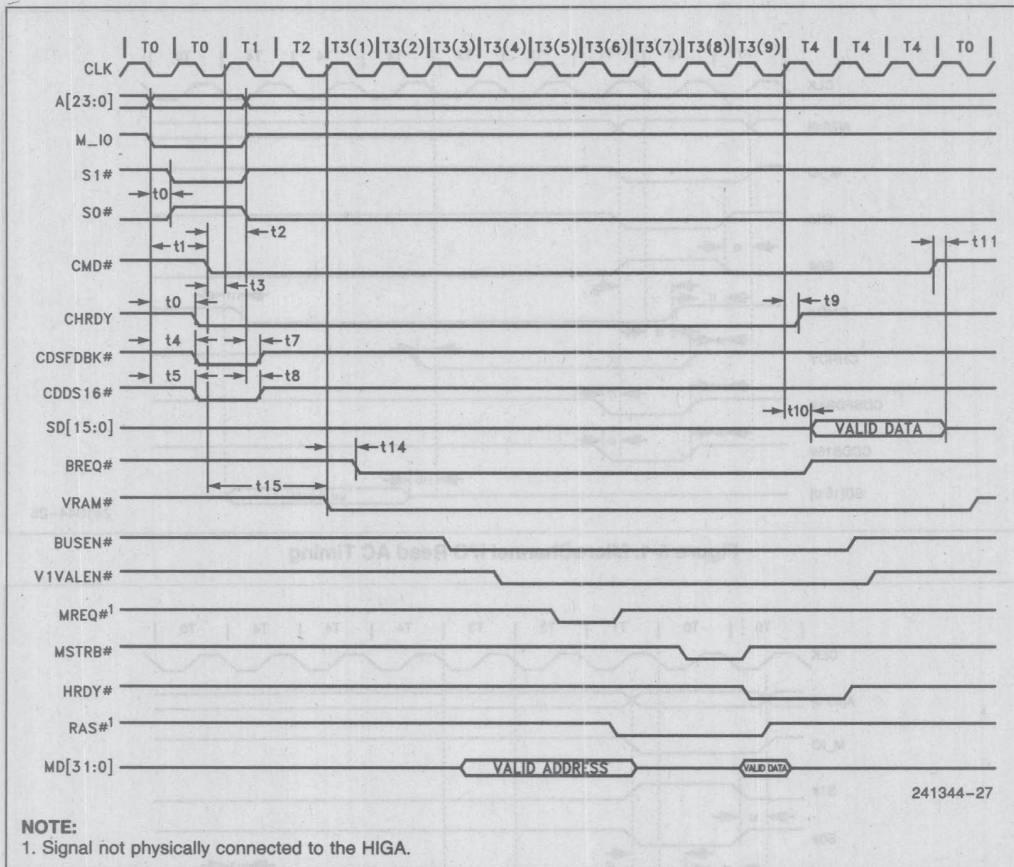 T0 T0 T1 T2 T3(1) T3(2) T3(3) T3(4) T3(5) T3(6) T3(7) T3(8) T3(9) T4 T4 T4 T0
CLK
A[23:0]
M_IO
S1#
t0
S0#
t2
t1
t11
CMD#
t3
t0
t9
CHRDY
t4
t7
CDSFDBK#
t5
t8
CDDS16#
t10
SD[15:0]
VALID DATA
t14
BREQ#
t15
VRAM#
BUSEN#
V1VALEN#
MREQ#1
MSTRB#
HRDY#
RAS#1
MD[31:0]
VALID ADDRESS
VALID DATA
241344-27
NOTE:
1. Signal not physically connected to the HIGA.